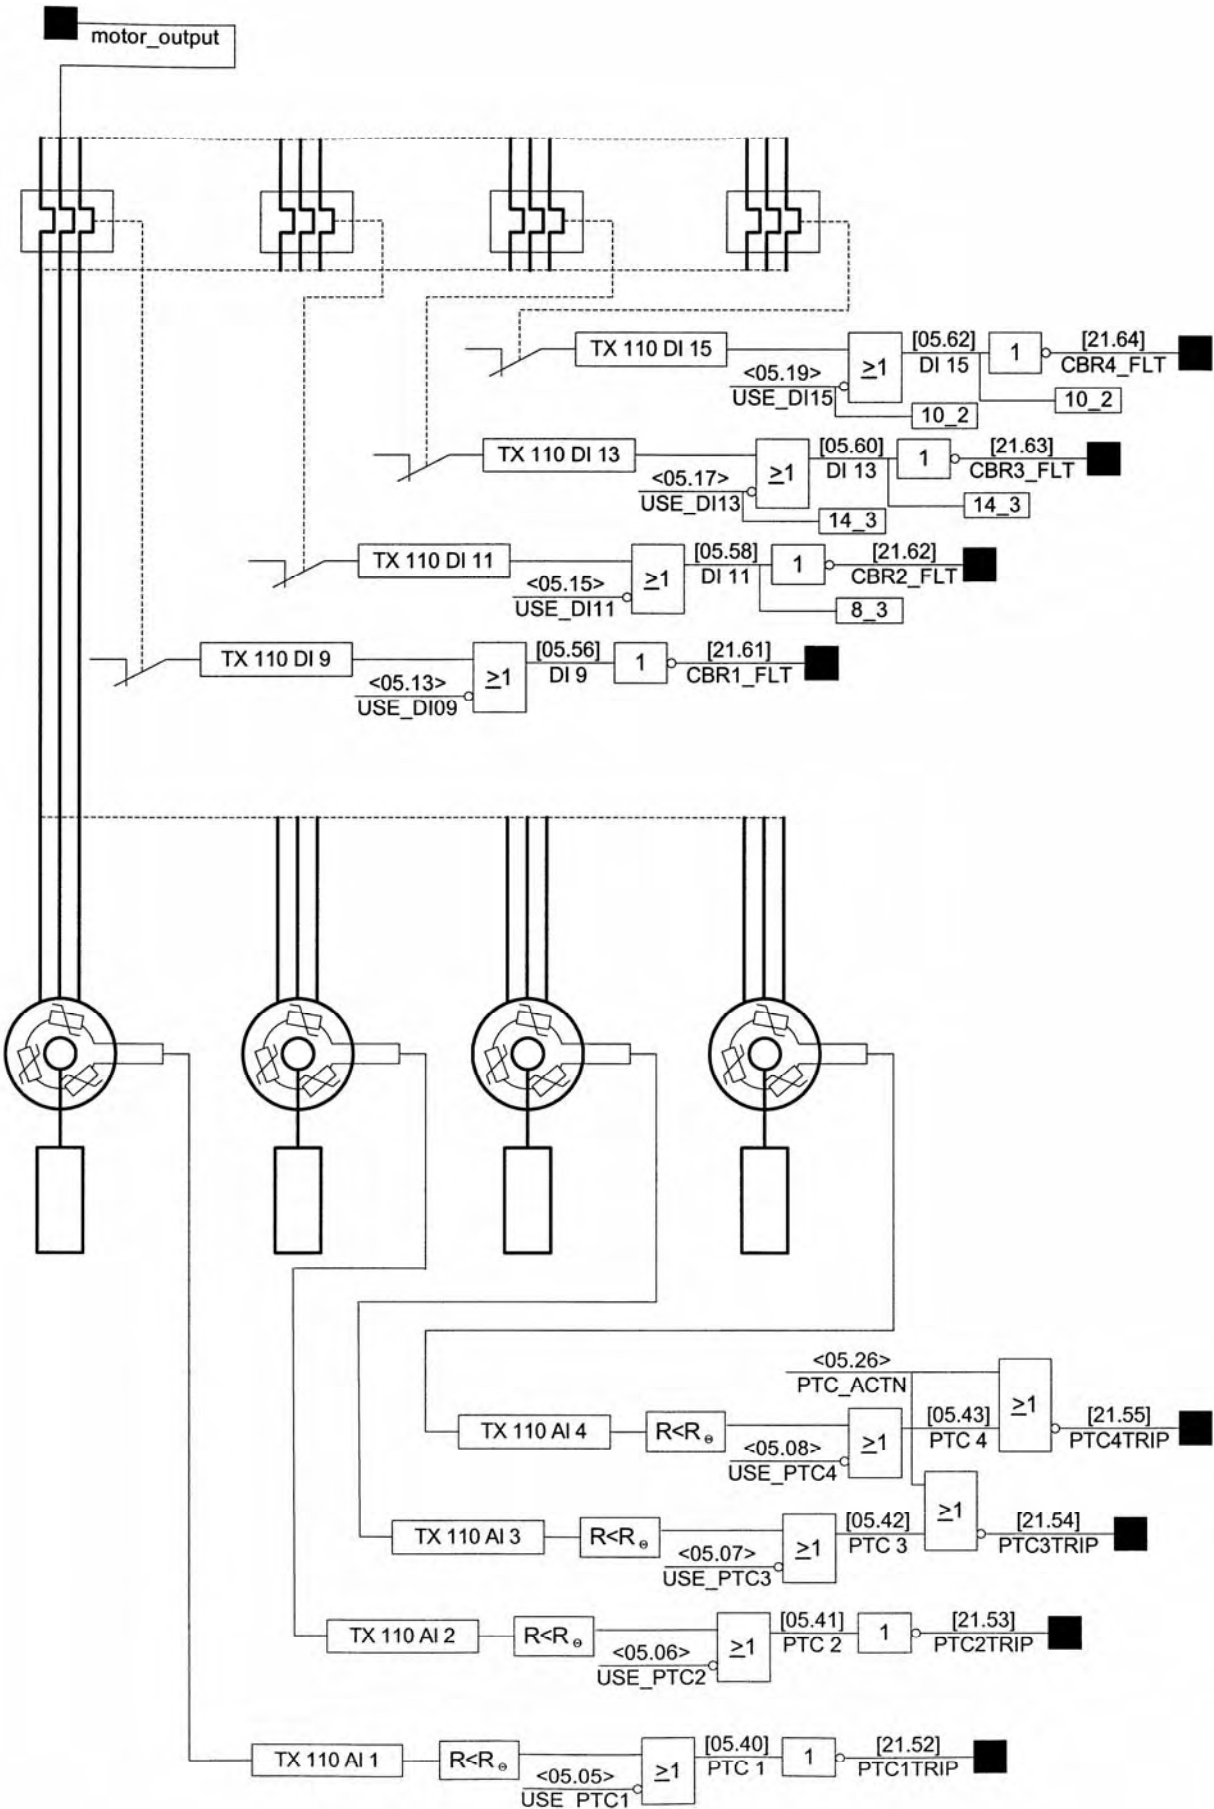 motor_output
TX 110 DI 15
<05.19>
USE_DI15
≥1
[05.62]
DI 15
1
[21.64]
CBR4_FLT
10_2
10_2
TX 110 DI 13
<05.17>
USE_DI13
≥1
[05.60]
DI 13
1
[21.63]
CBR3_FLT
14_3
14_3
TX 110 DI 11
<05.15>
USE_DI11
≥1
[05.58]
DI 11
1
[21.62]
CBR2_FLT
8_3
TX 110 DI 9
<05.13>
USE_DI09
≥1
[05.56]
DI 9
1
[21.61]
CBR1_FLT
<05.26>
PTC_ACTN
≥1
TX 110 AI 4
R<R⊖
<05.08>
USE_PTC4
≥1
[05.43]
PTC 4
[21.55]
PTC4TRIP
≥1
TX 110 AI 3
R<R⊖
<05.07>
USE_PTC3
≥1
[05.42]
PTC 3
[21.54]
PTC3TRIP
TX 110 AI 2
R<R⊖
<05.06>
USE_PTC2
≥1
[05.41]
PTC 2
1
[21.53]
PTC2TRIP
TX 110 AI 1
R<R⊖
<05.05>
USE_PTC1
≥1
[05.40]
PTC 1
1
[21.52]
PTC1TRIP